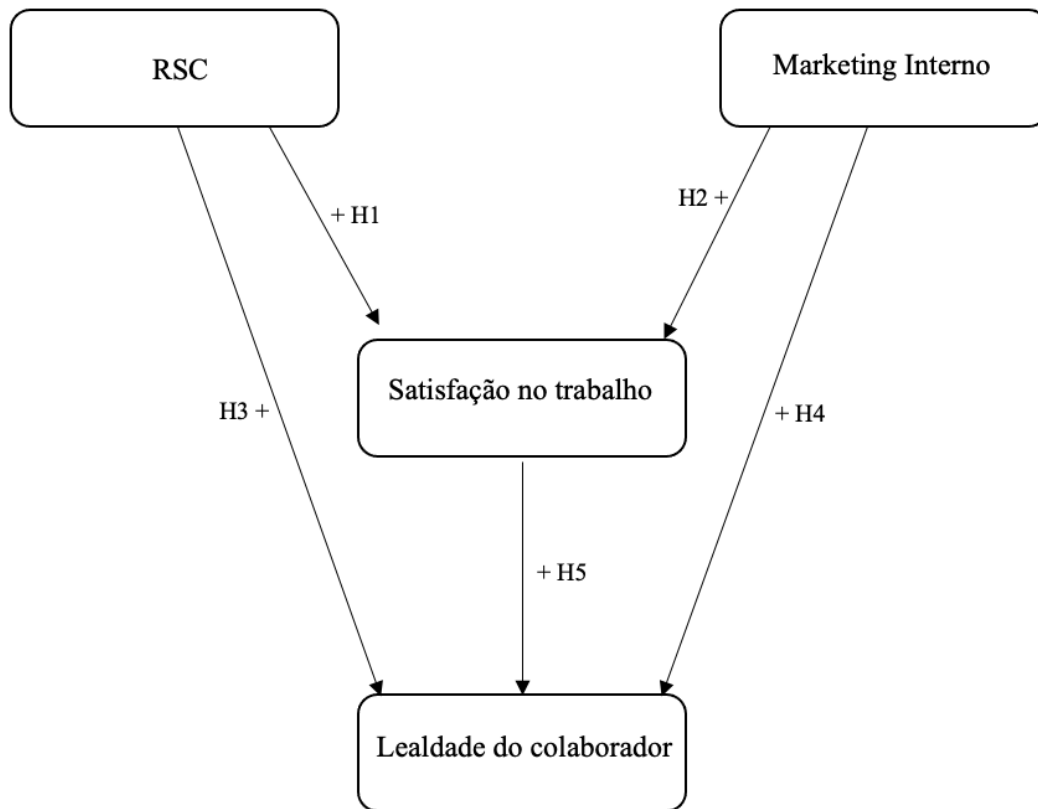 RSC
Marketing Interno
+ H1
H2 +
Satisfação no trabalho
H3 +
+ H4
+ H5
Lealdade do colaborador